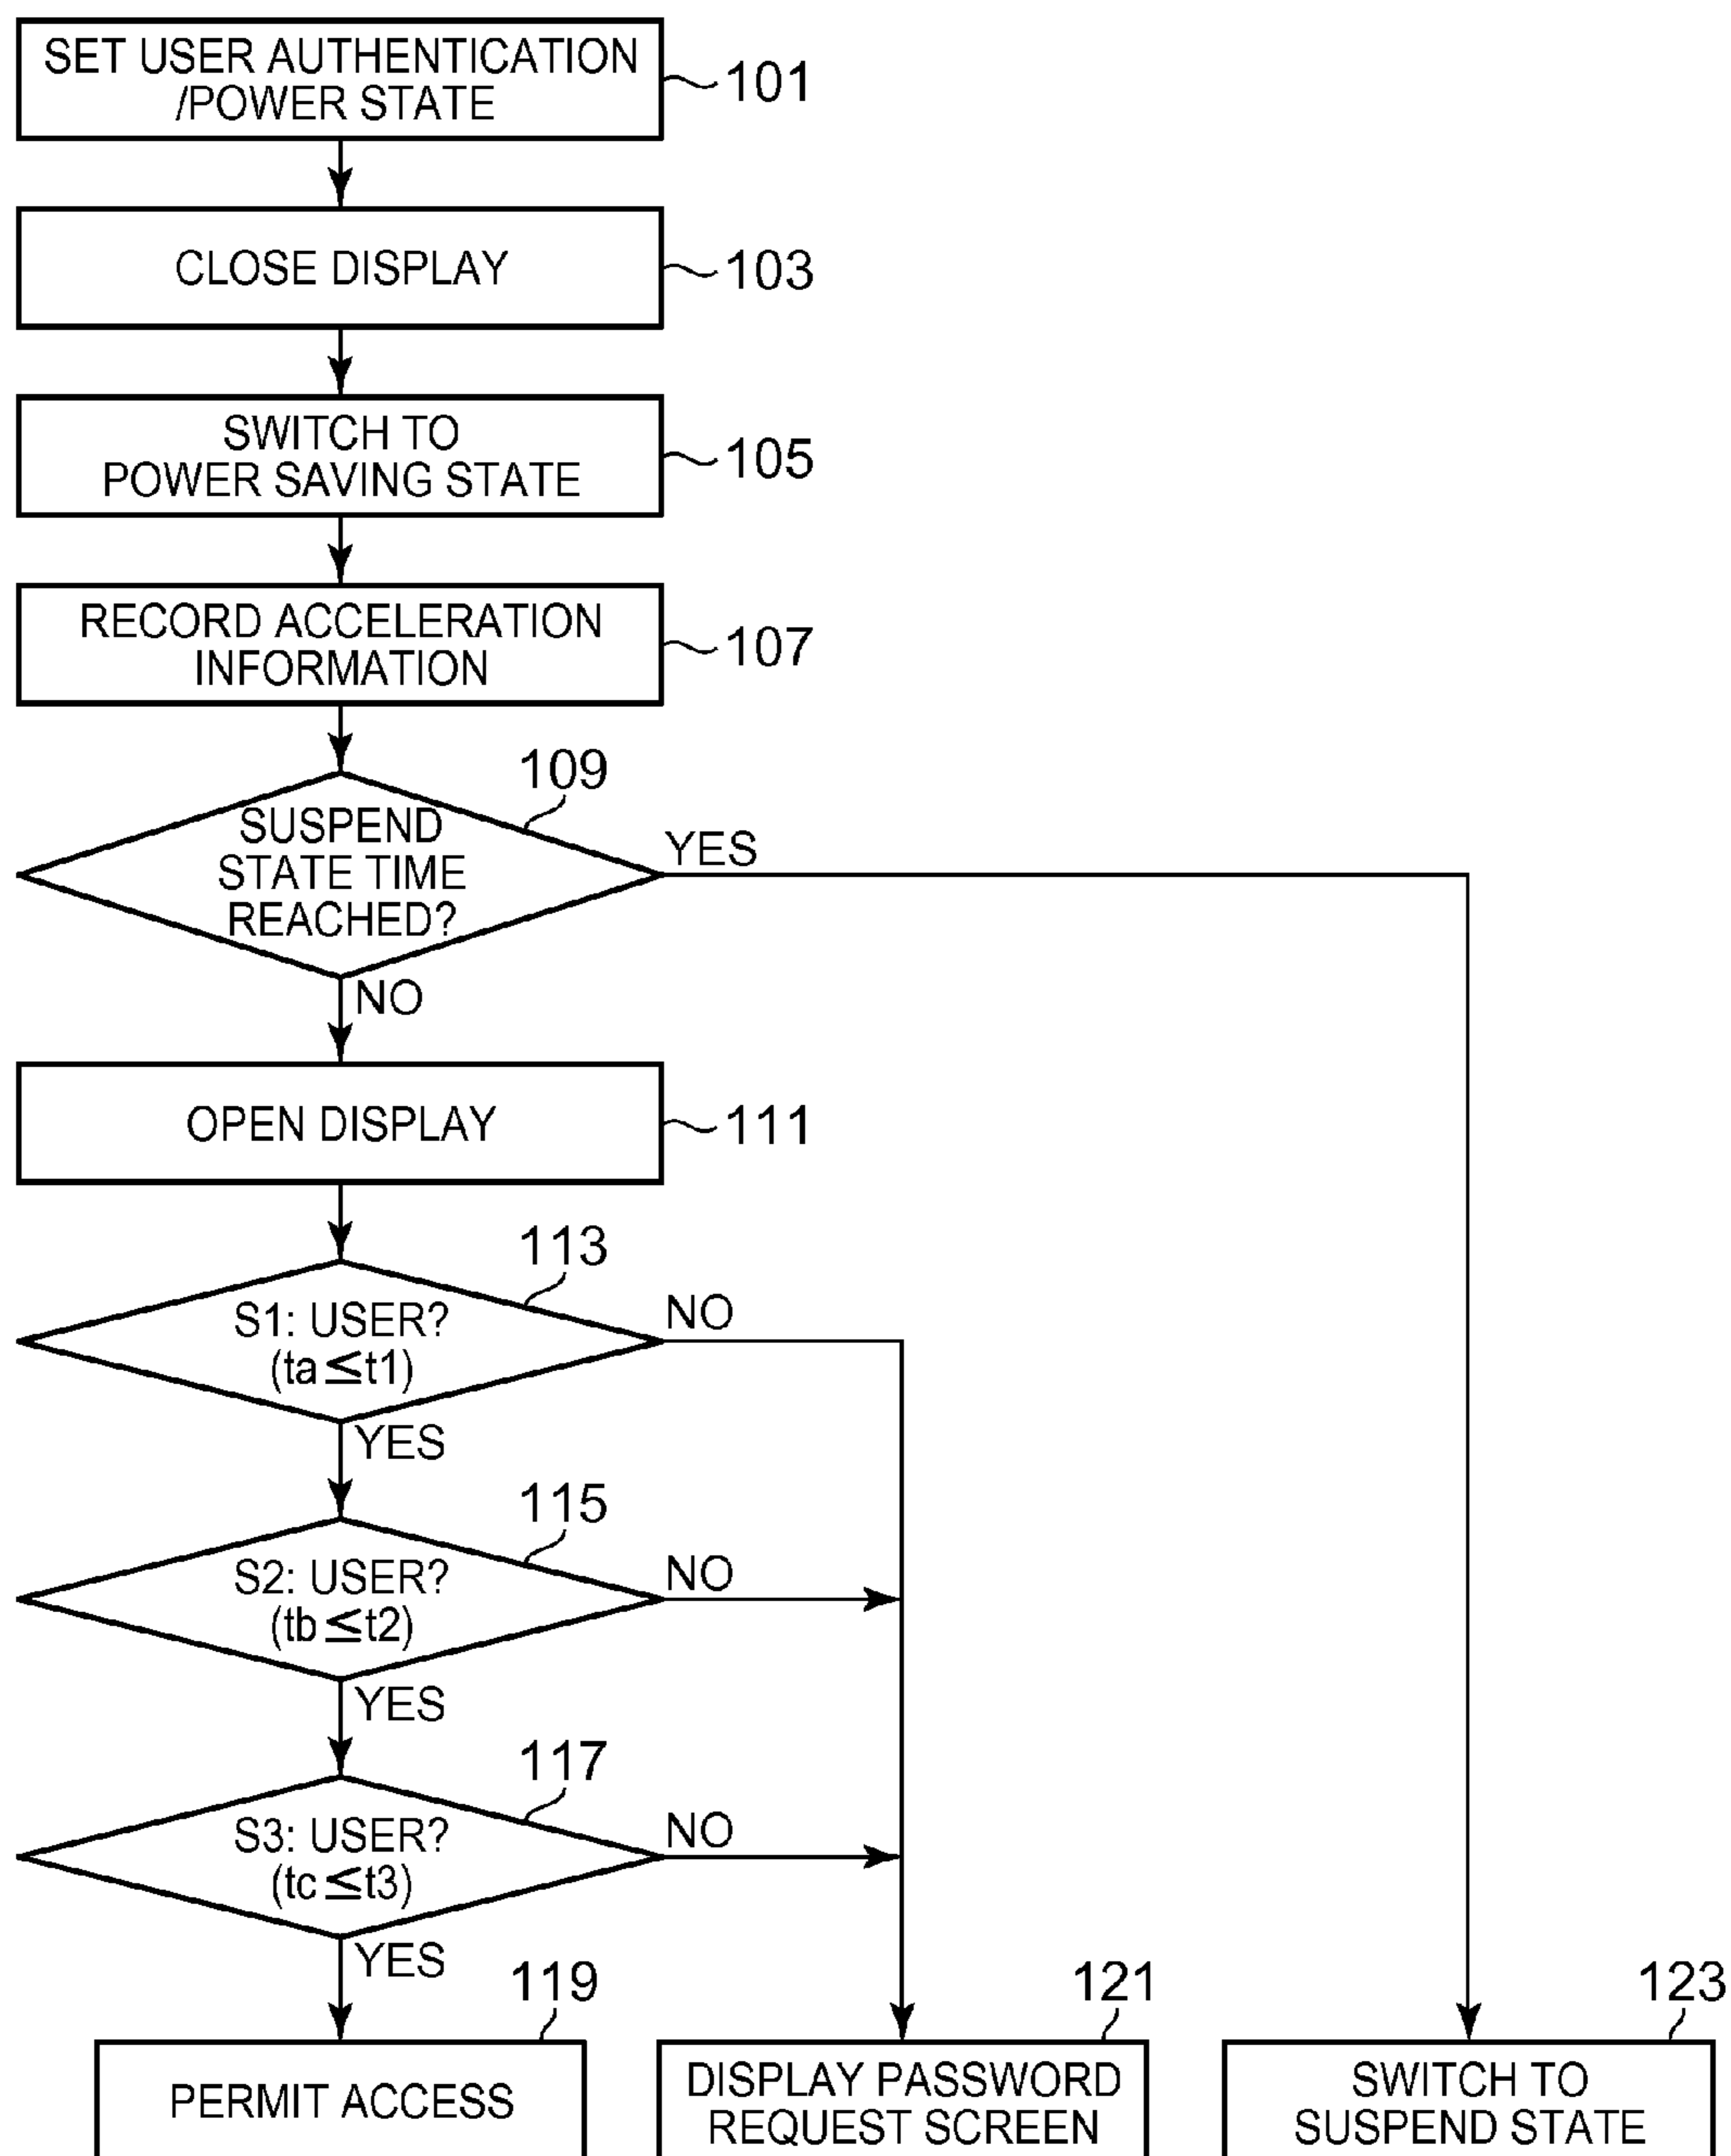 SET USER AUTHENTICATION
/POWER STATE
101
CLOSE DISPLAY
103
SWITCH TO
POWER SAVING STATE
105
RECORD ACCELERATION
INFORMATION
107
109
SUSPEND
STATE TIME
REACHED?
YES
NO
OPEN DISPLAY
111
113
S1: USER?
(ta≦t1)
NO
YES
115
S2: USER?
(tb≦t2)
NO
YES
117
S3: USER?
(tc≦t3)
NO
YES
119
PERMIT ACCESS
121
DISPLAY PASSWORD
REQUEST SCREEN
123
SWITCH TO
SUSPEND STATE